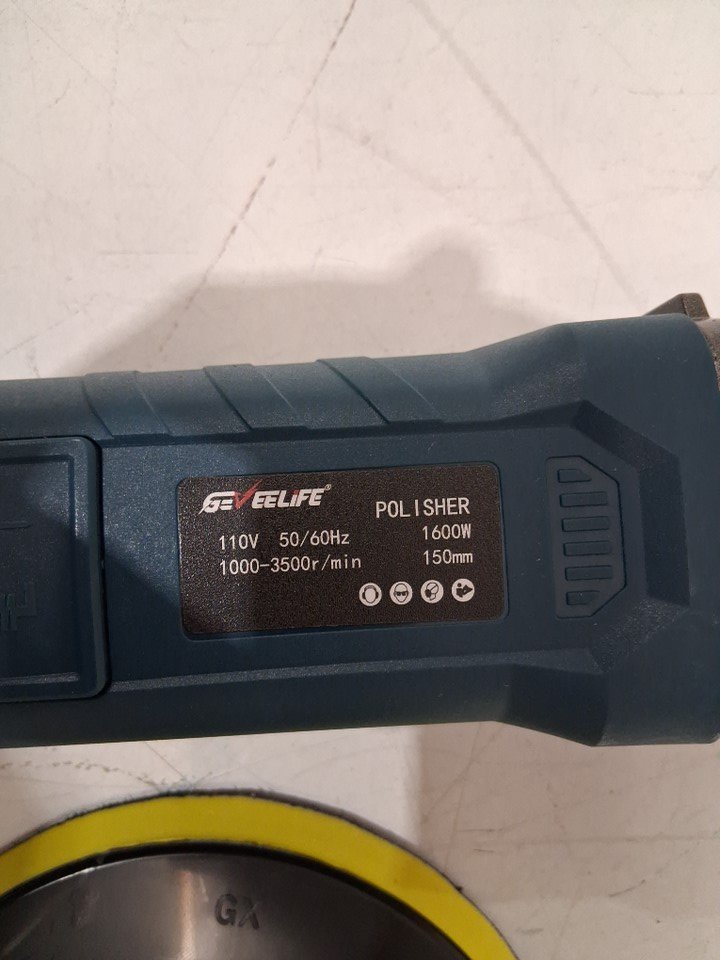 GEVEELIFE®
POLISHER
110V 50/60Hz 1600W
1000-3500r/min 150mm
GX